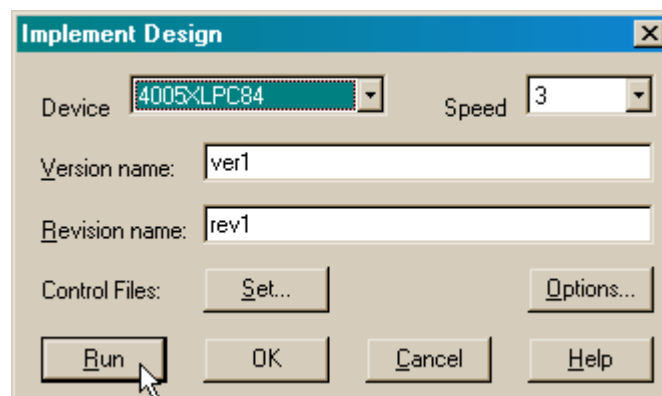 Implement Design
Device 4005XLPC84 Speed 3
Version name: ver1
Revision name: rev1
Control Files: Set... Options...
Run OK Cancel Help